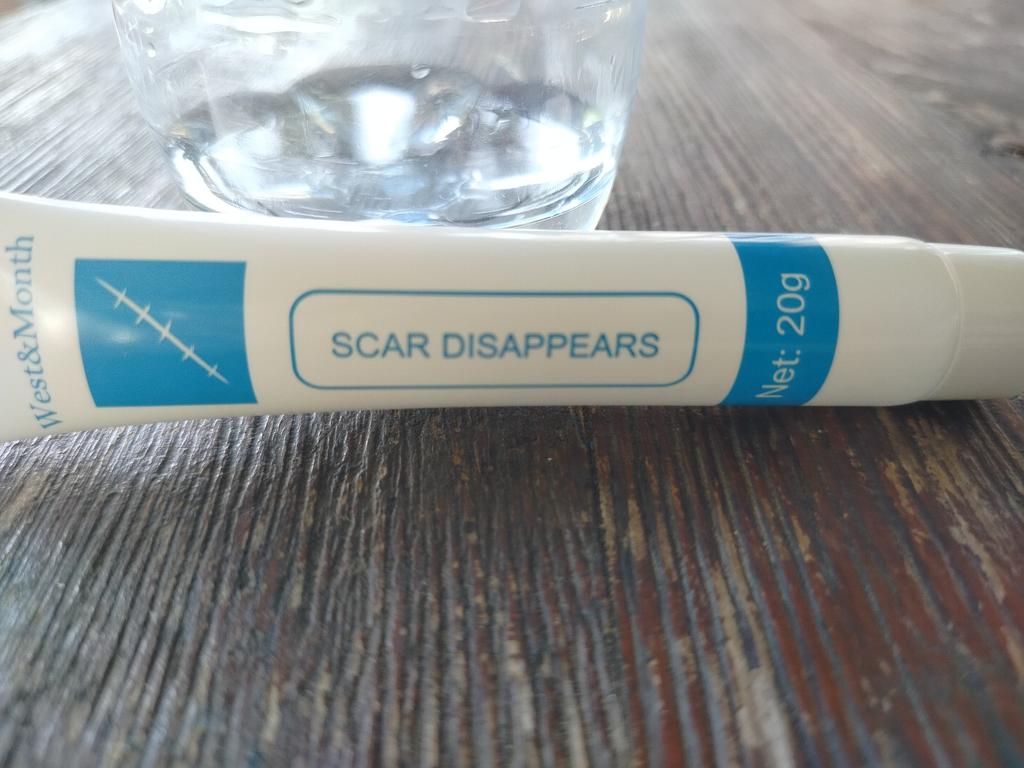 West&Month
SCAR DISAPPEARS
Net: 20g